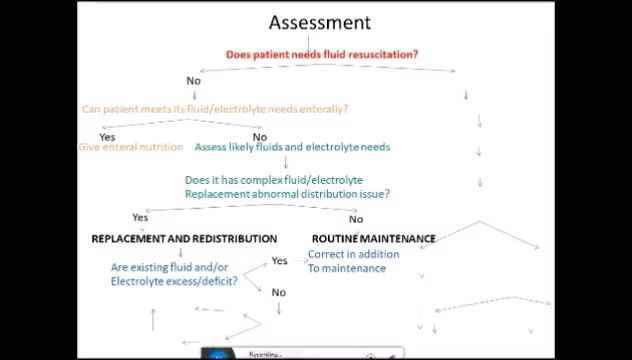 Assessment
Does patient needs fluid resuscitation?
No
Can patient meets its fluid/electrolyte needs enterally?
Yes
No
Give enteral nutrition
Assess likely fluids and electrolyte needs
Does it has complex fluid/electrolyte
Replacement abnormal distribution issue?
Yes
No
REPLACEMENT AND REDISTRIBUTION
ROUTINE MAINTENANCE
Are existing fluid and/or
Electrolyte excess/deficit?
Yes
Correct in addition
To maintenance
No
Recording...